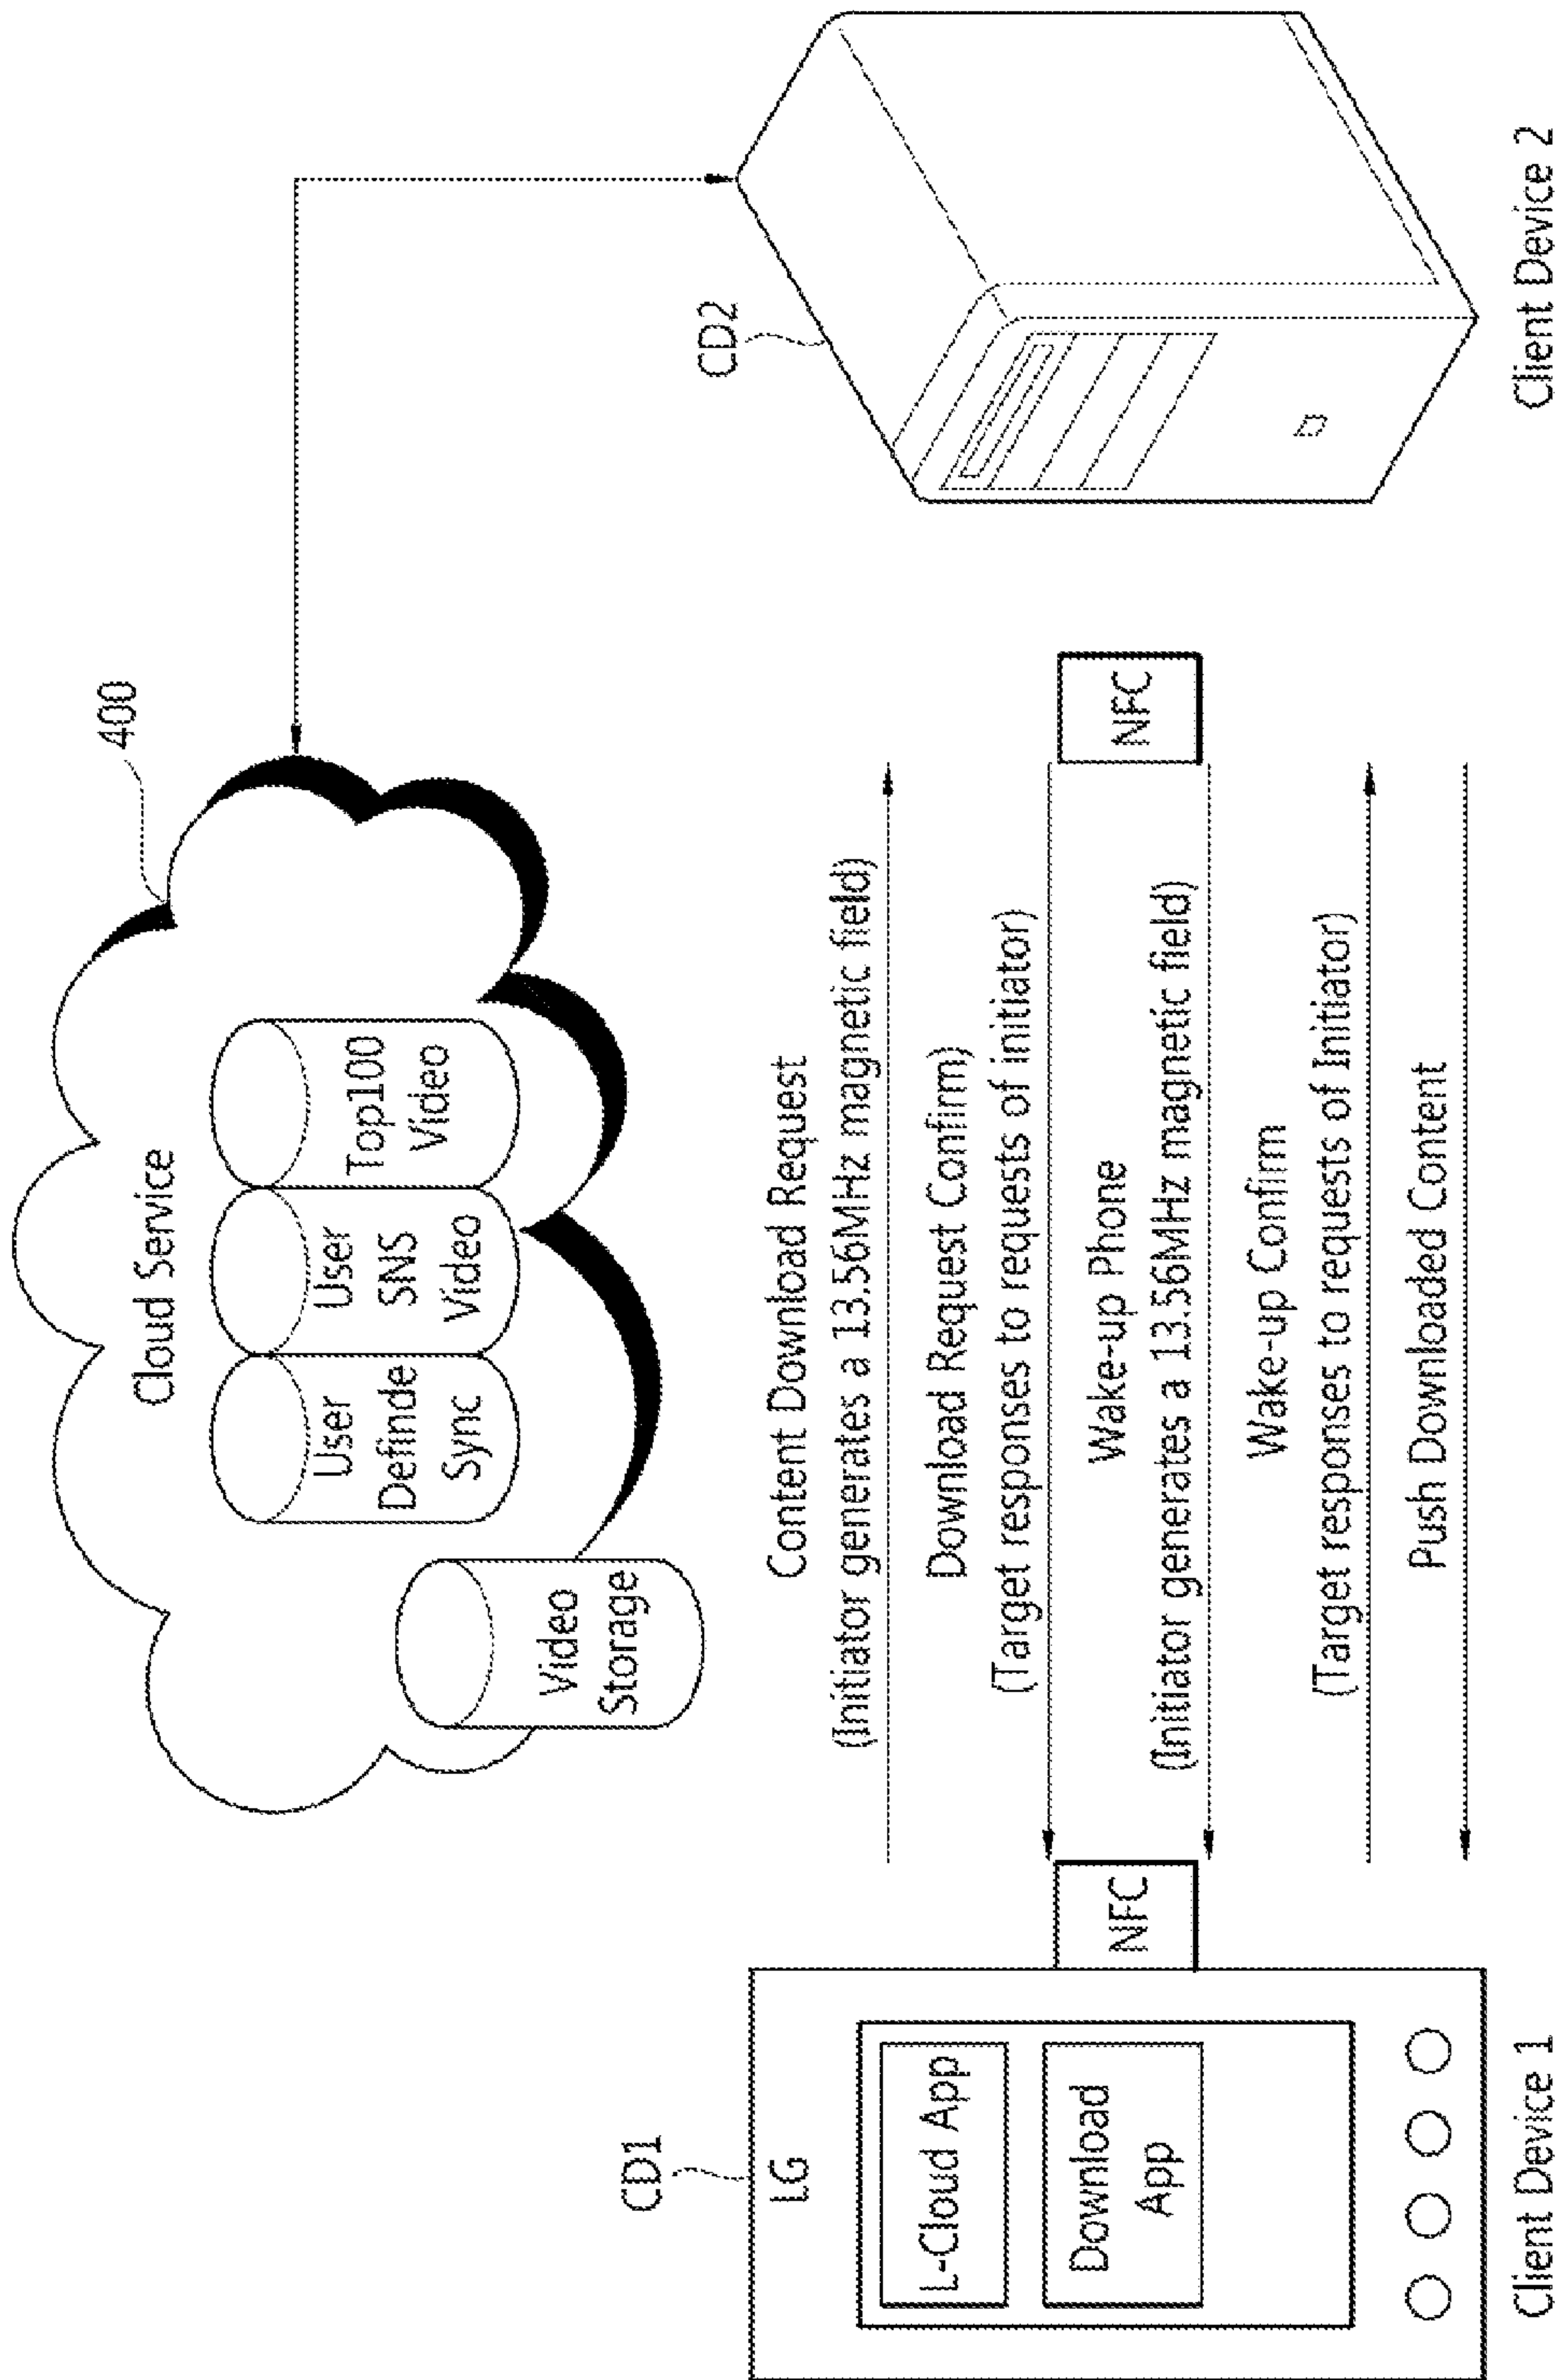 400
Cloud Service
Video
Storage
User
Definde
Sync
User
SNS
Video
Top100
Video
CD1
LG
L-Cloud App
Download
App
NFC
Client Device 1
Content Download Request
(Initiator generates a 13.56MHz magnetic field)
Download Request Confirm)
(Target responses to requests of initiator)
Wake-up Phone
(Initiator generates a 13.56MHz magnetic field)
Wake-up Confirm
(Target responses to requests of Initiator)
Push Downloaded Content
NFC
CD2
Client Device 2